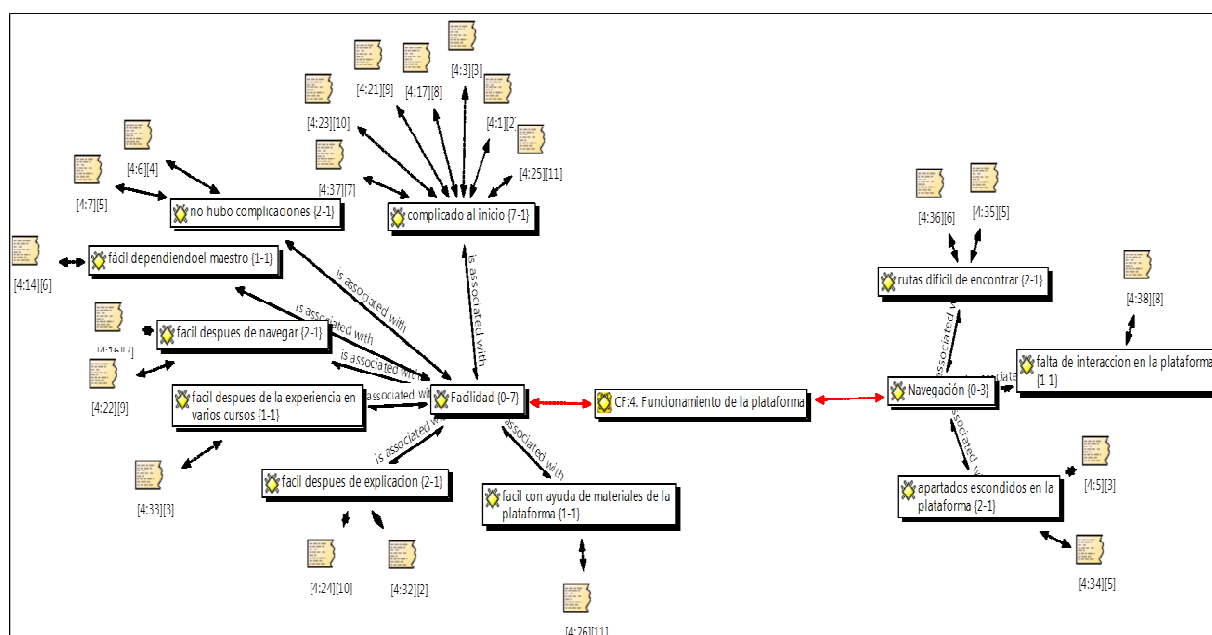 [4:3][3]
[4:21][9]
[4:17][8]
[4:23][10]
[4:1][2]
[4:25][11]
[4:37][7]
[4:6][4]
[4:7][5]
no hubo complicaciones {2-1}
complicado al inicio {7-1}
[4:36][6]
[4:35][5]
fácil dependiendoel maestro {1-1}
[4:14][6]
is associated with
is associated with
rutas dificil de encontrar {2-1}
[4:38][8]
is associated with
facil despues de navegar {2-1}
is associated with
[4:22][9]
falta de interaccion en la plataforma
{1-1}
facil despues de la experiencia en
varios cursos {1-1}
Facilidad {0-7}
CF:4. Funcionamiento de la plataforma
Navegación {0-3}
is associated
is associated with
[4:33][3]
facil despues de explicacion {2-1}
facil con ayuda de materiales de la
plataforma {1-1}
apartados escondidos en la
plataforma {2-1}
[4:5][3]
[4:24][10]
[4:32][2]
[4:34][5]
[4:26][11]